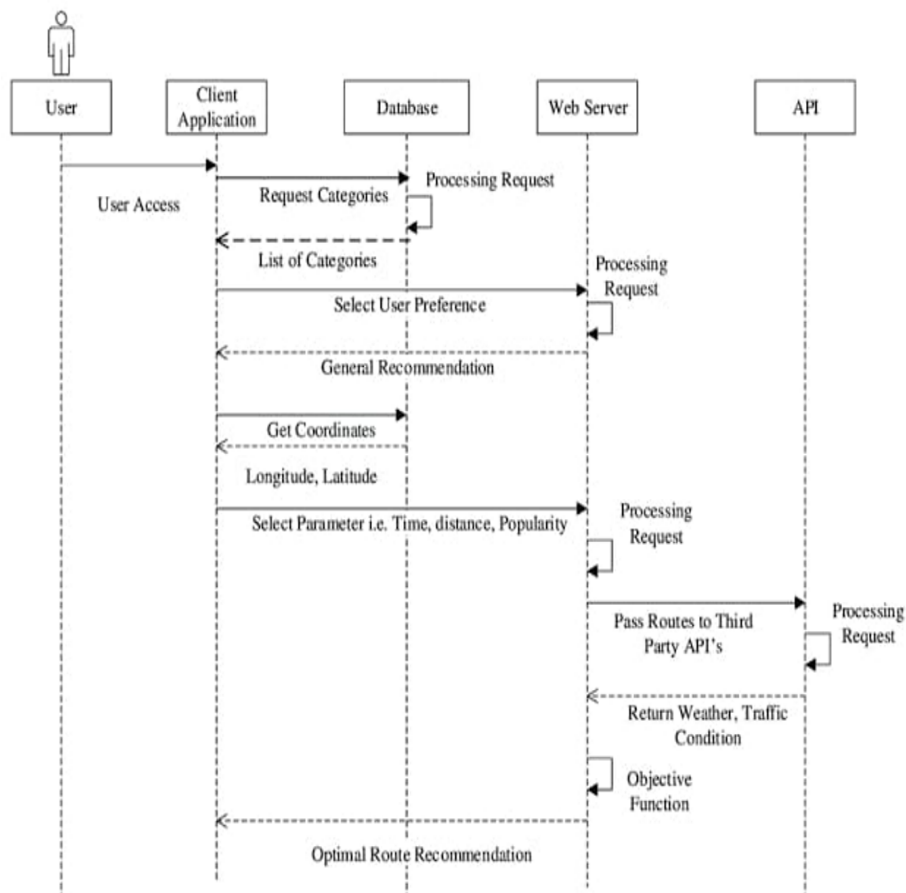 User
Client
Application
Database
Web Server
API
User Access
Request Categories
Processing Request
List of Categories
Processing
Request
Select User Preference
General Recommendation
Get Coordinates
Longitude, Latitude
Select Parameter i.e. Time, distance, Popularity
Processing
Request
Pass Routes to Third
Party API's
Processing
Request
Return Weather, Traffic
Condition
Objective
Function
Optimal Route Recommendation